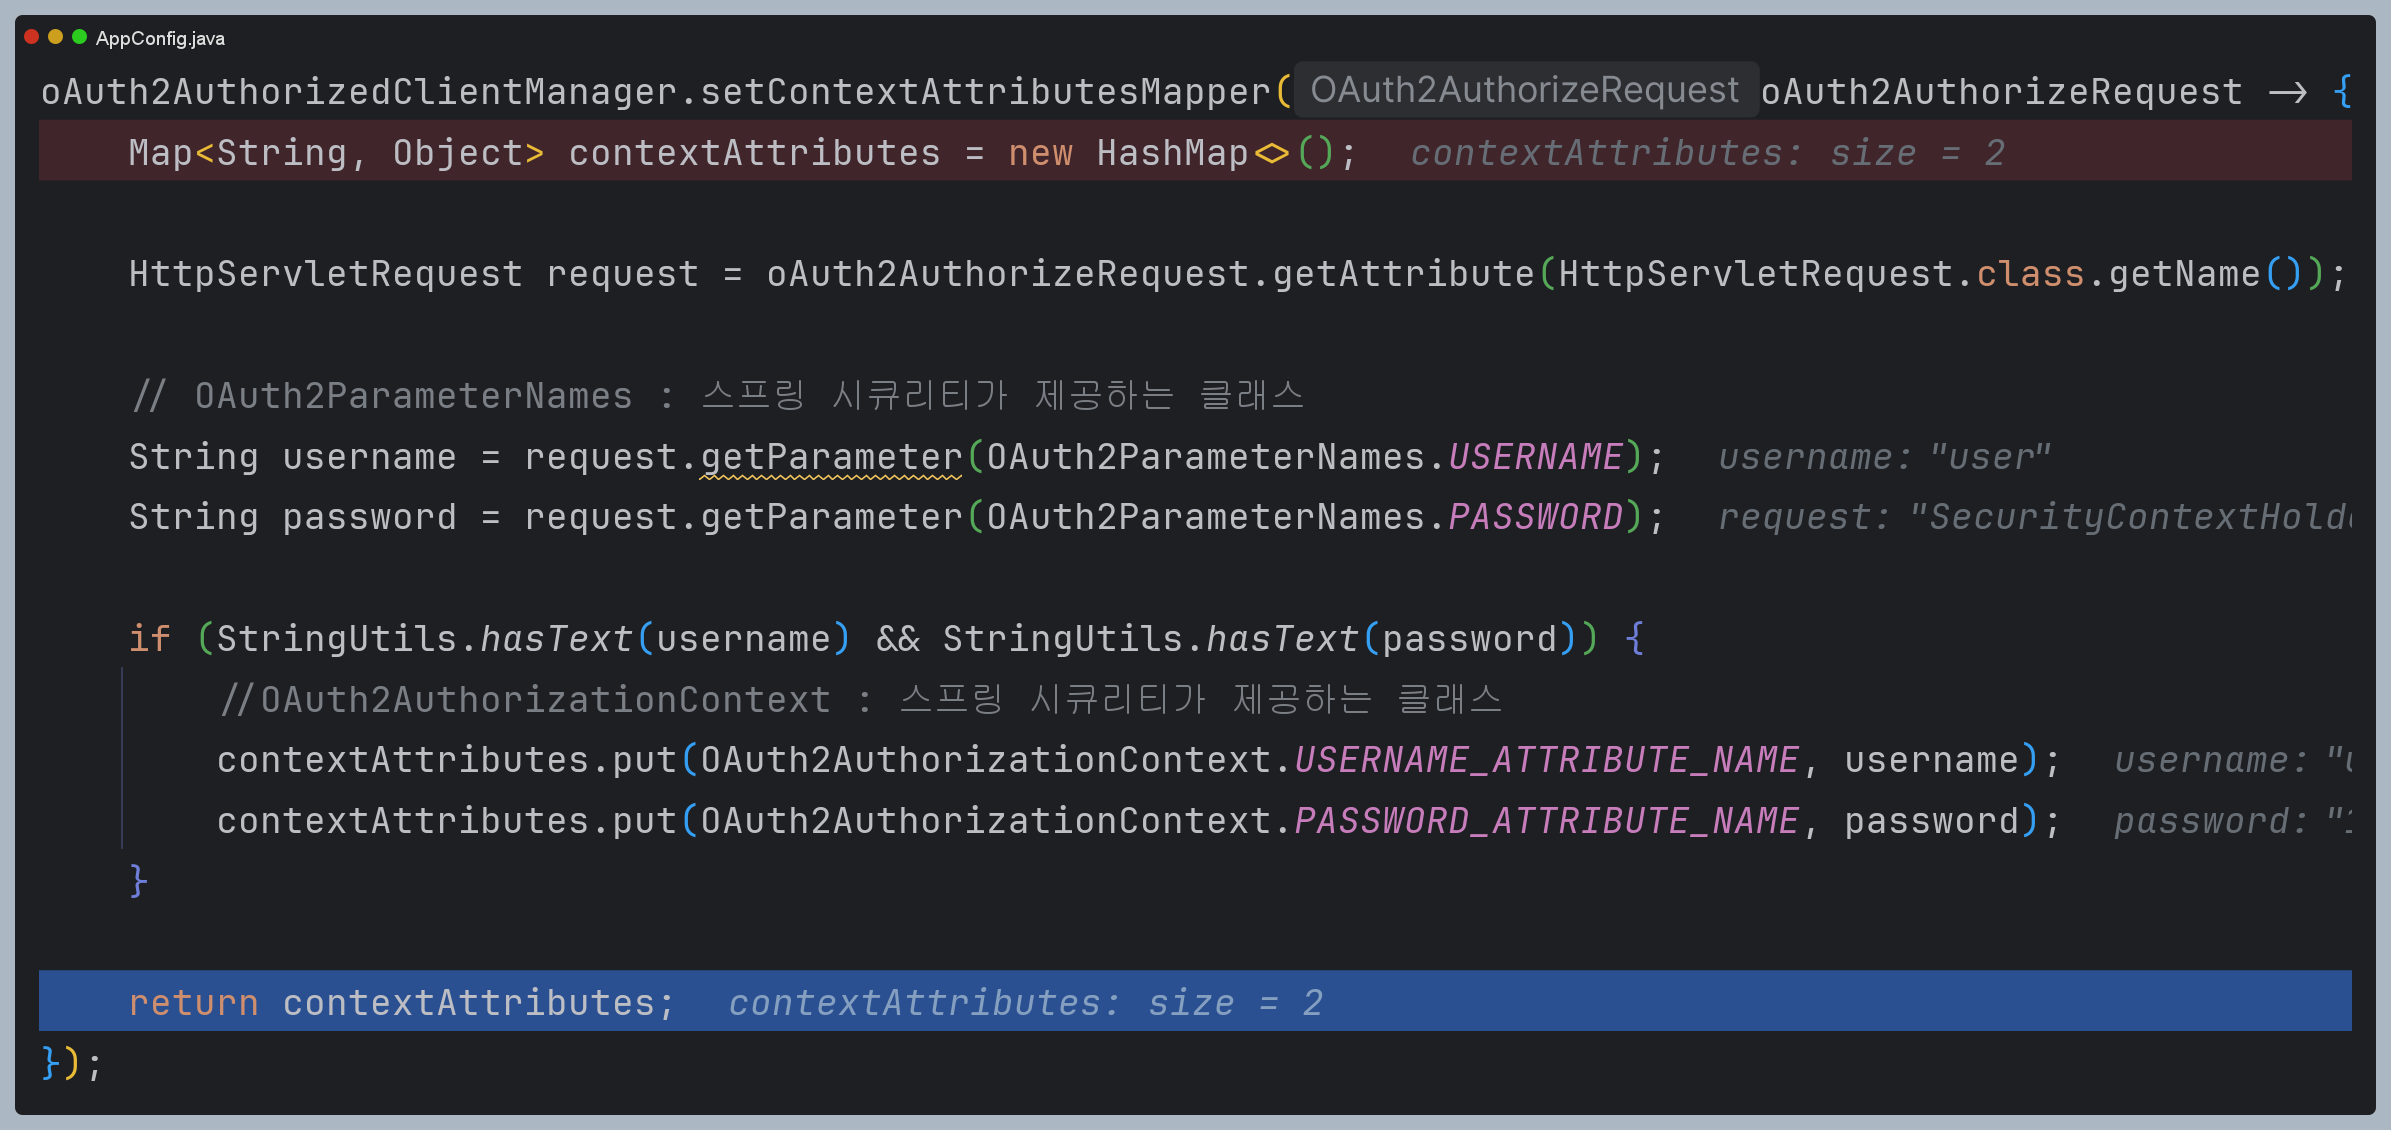 AppConfig.java
oAuth2AuthorizedClientManager.setContextAttributesMapper( OAuth2AuthorizeRequest oAuth2AuthorizeRequest -> {
Map<String, Object> contextAttributes = new HashMap<>(); contextAttributes: size = 2
HttpServletRequest request = oAuth2AuthorizeRequest.getAttribute(HttpServletRequest.class.getName());
// OAuth2ParameterNames : 스프링 시큐리티가 제공하는 클래스
String username = request.getParameter(OAuth2ParameterNames.USERNAME); username: "user"
String password = request.getParameter(OAuth2ParameterNames.PASSWORD); request:
if (StringUtils.hasText(username) && StringUtils.hasText(password)) {
//OAuth2AuthorizationContext : 스프링 시큐리티가 제공하는 클래스
contextAttributes.put(OAuth2AuthorizationContext.USERNAME_ATTRIBUTE_NAME, username); username:
contextAttributes.put(OAuth2AuthorizationContext.PASSWORD_ATTRIBUTE_NAME, password); password:
}
return contextAttributes; contextAttributes: size = 2
});